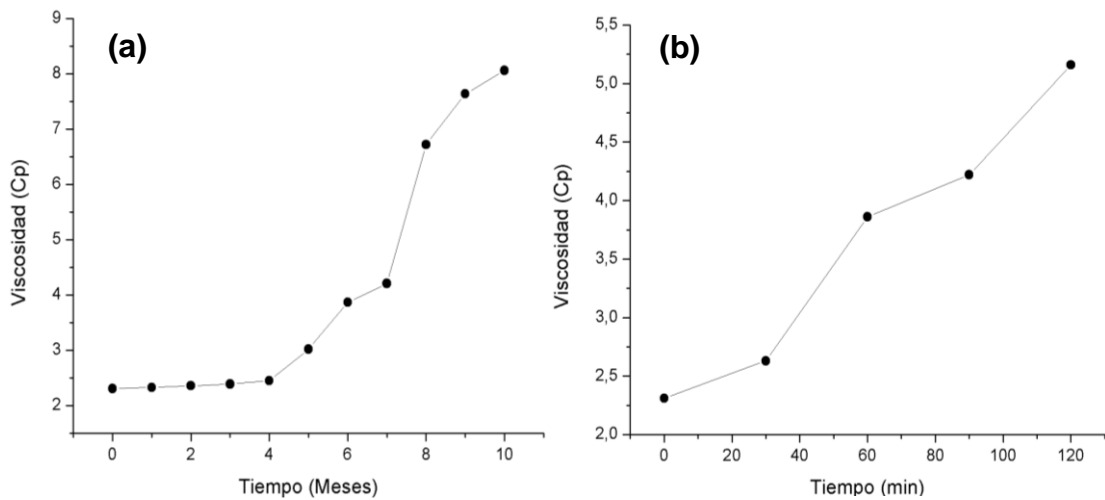 (a)
9
8
7
6
5
4
3
2
Viscosidad (Cp)
0 2 4 6 8 10
Tiempo (Meses)
(b)
5,5
5,0
4,5
4,0
3,5
3,0
2,5
2,0
Viscosidad (Cp)
0 20 40 60 80 100 120
Tiempo (min)